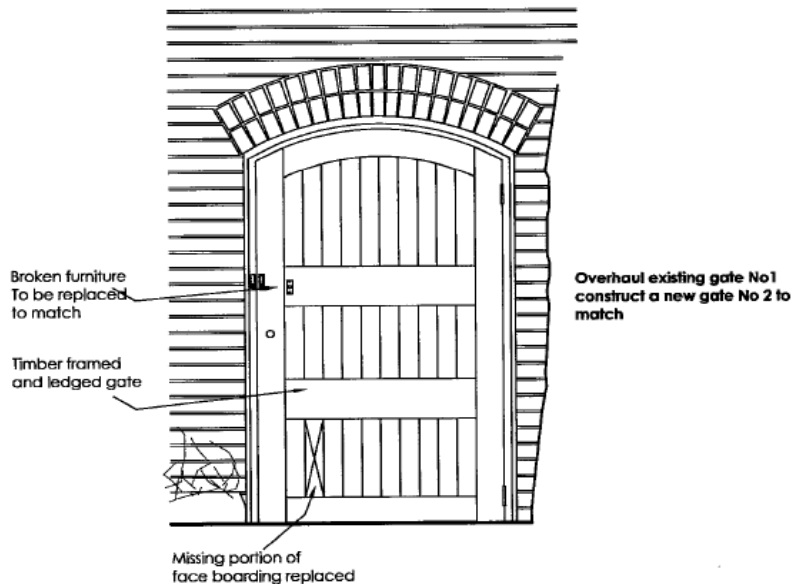 Broken furniture
To be replaced
to match
Overhaul existing gate No1
construct a new gate No 2 to
match
Timber framed
and ledged gate
Missing portion of
face boarding replaced